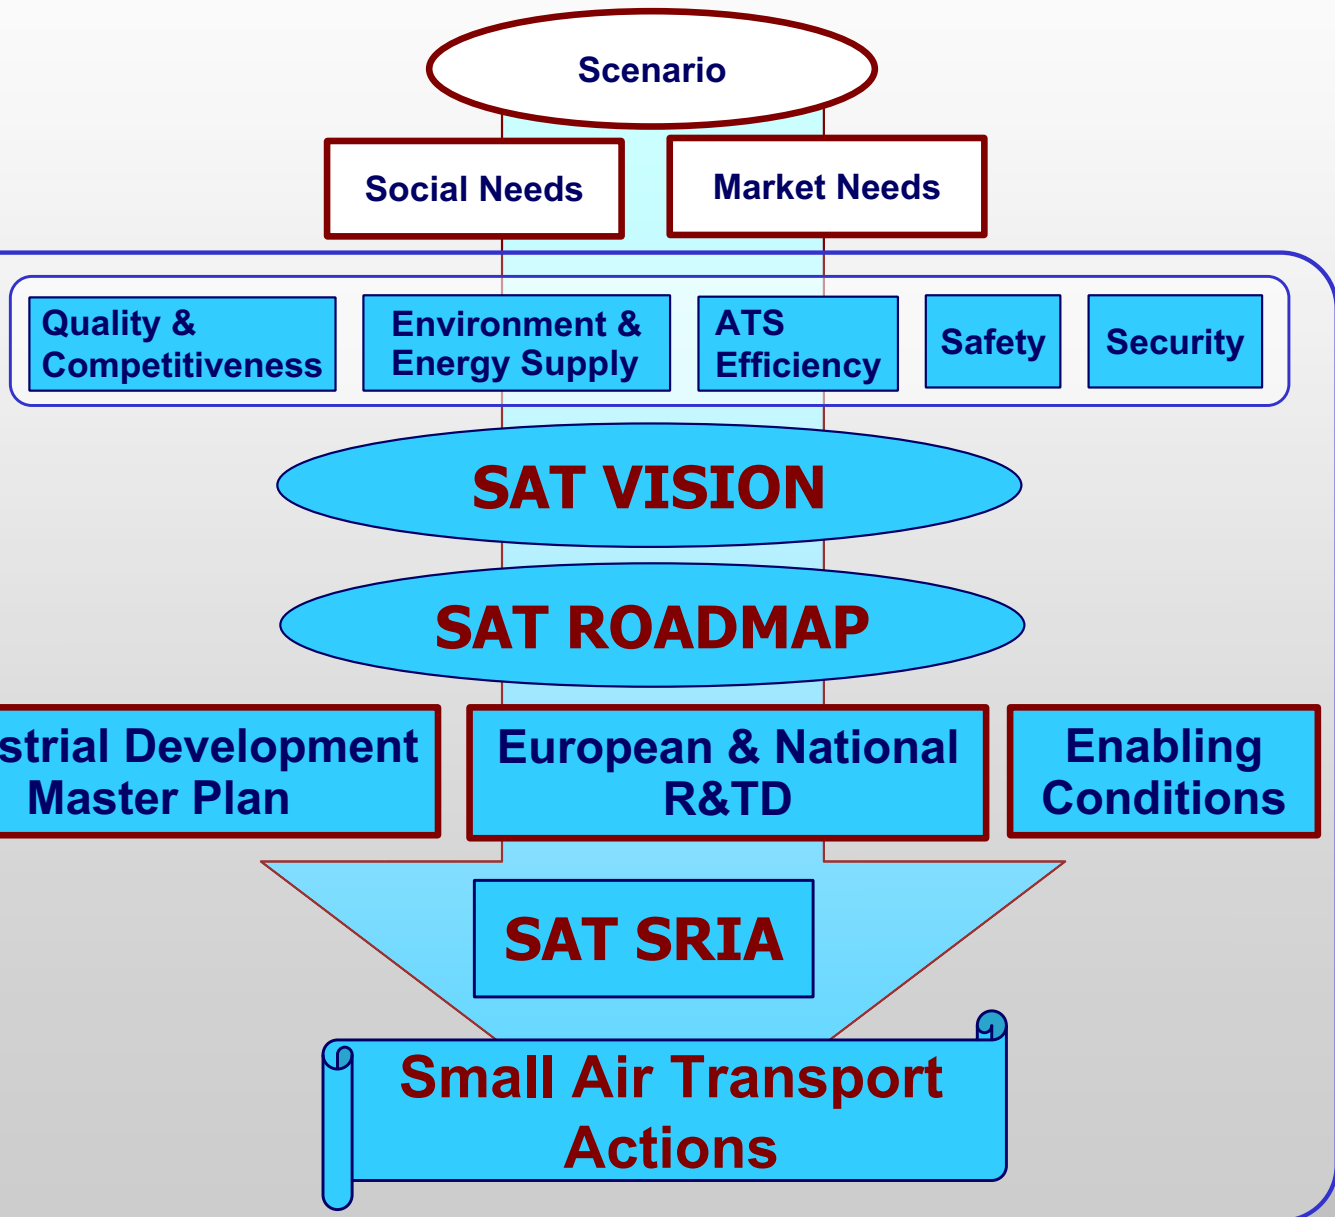 Scenario
Social Needs
Market Needs
Quality &
Competitiveness
Environment &
Energy Supply
ATS
Efficiency
Safety
Security
SAT VISION
SAT ROADMAP
strial Development
Master Plan
European & National
R&TD
Enabling
Conditions
SAT SRIA
Small Air Transport
Actions